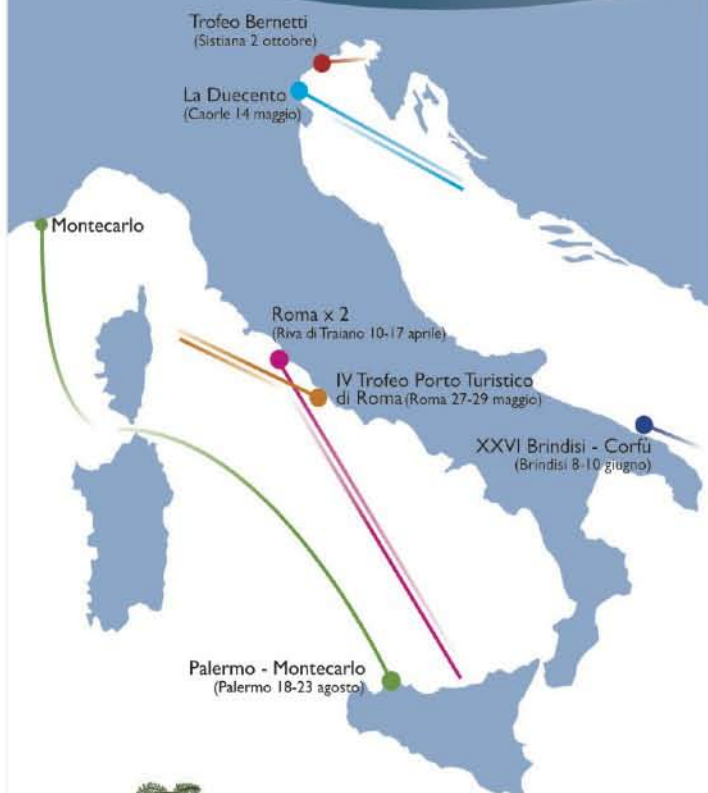 Trofeo Bernetti
(Sistiana 2 ottobre)
La Duecento
(Caorle 14 maggio)
Montecarlo
Roma x 2
(Riva di Traiano 10-17 aprile)
IV Trofeo Porto Turistico
di Roma (Roma 27-29 maggio)
XXVI Brindisi - Corfù
(Brindisi 8-10 giugno)
Palermo - Montecarlo
(Palermo 18-23 agosto)